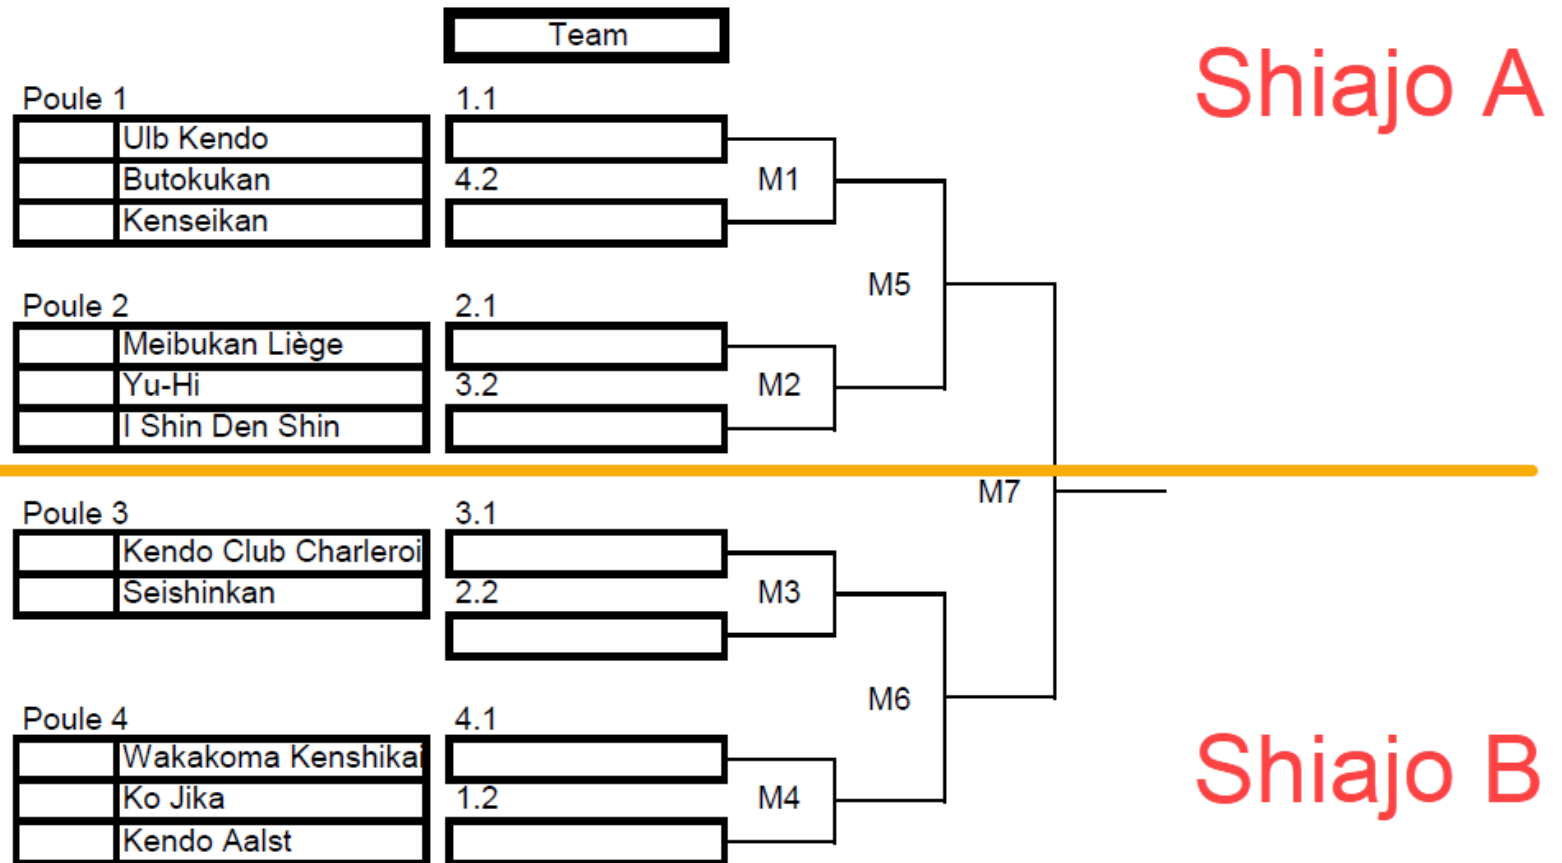 Team
Shiajo A
Poule 1
1.1
Ulb Kendo
Butokukan
4.2
M1
Kenseikan
M5
Poule 2
2.1
Meibukan Liège
Yu-Hi
3.2
M2
I Shin Den Shin
M7
Poule 3
3.1
Kendo Club Charleroi
Seishinkan
2.2
M3
M6
Poule 4
4.1
Wakakoma Kenshikai
Shiajo B
Ko Jika
1.2
M4
Kendo Aalst